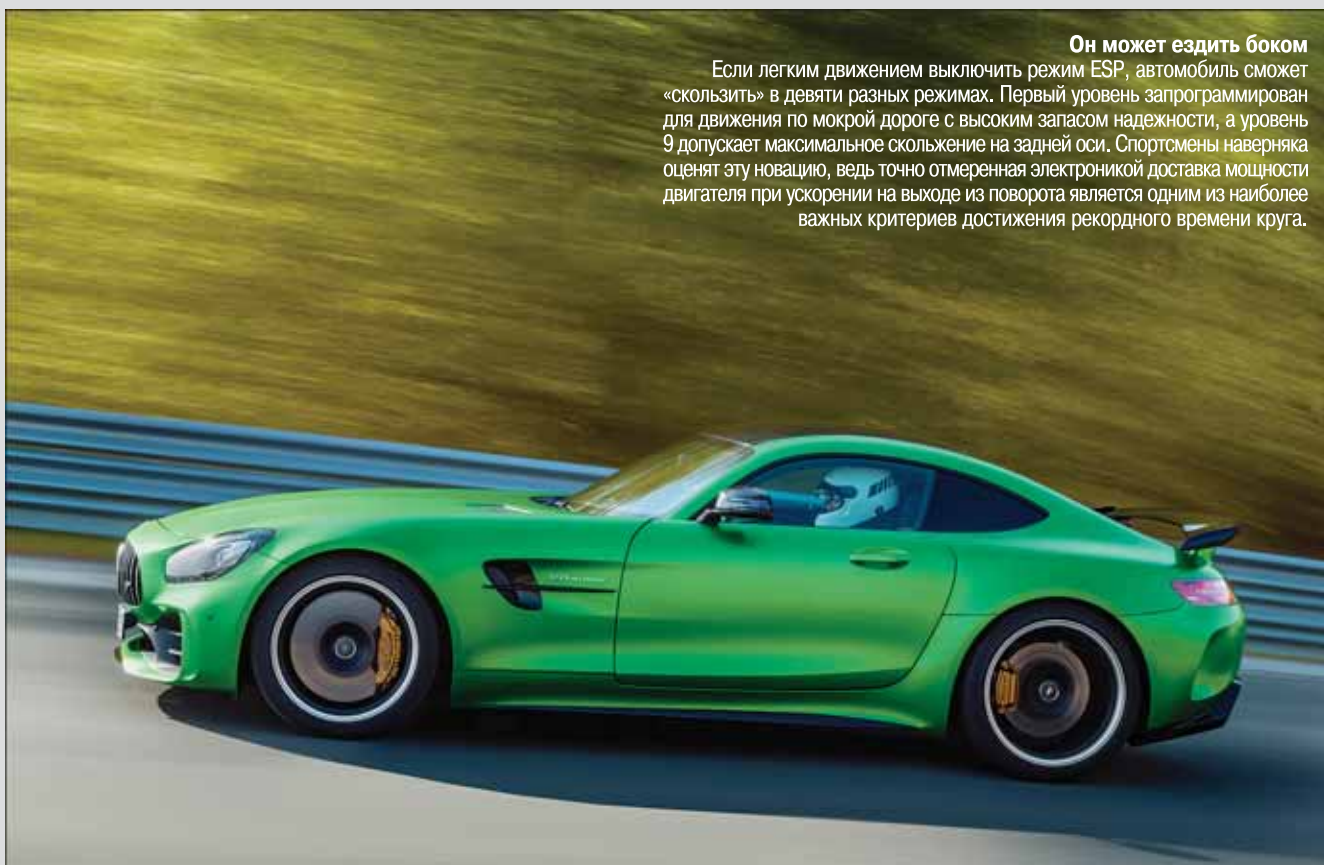 Он может ездить боком
Если легким движением выключить режим ESP, автомобиль сможет
«скользить» в девяти разных режимах. Первый уровень запрограммирован
для движения по мокрой дороге с высоким запасом надежности, а уровень
9 допускает максимальное скольжение на задней оси. Спортсмены наверняка
оценят эту новацию, ведь точно отмеренная электроникой доставка мощности
двигателя при ускорении на выходе из поворота является одним из наиболее
важных критериев достижения рекордного времени круга.